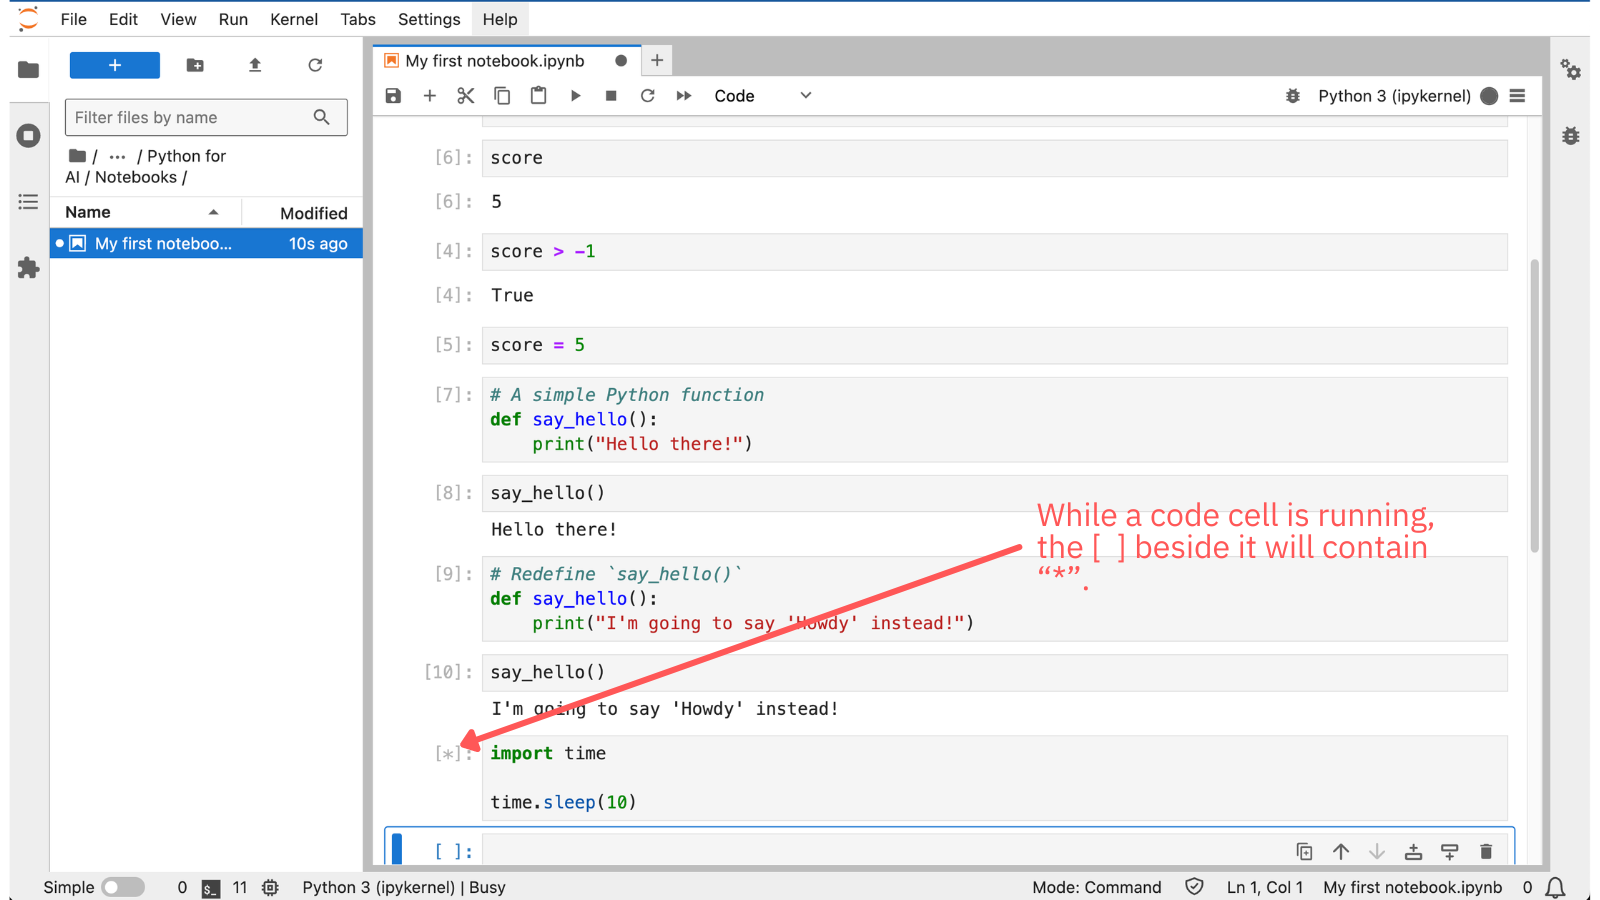 File Edit View Run Kernel Tabs Settings Help
My first notebook.ipynb
Code
Python 3 (ipykernel)
Filter files by name
/ ··· / Python for
AI / Notebooks /
Name Modified
My first noteboo... 10s ago
[6]: score
[6]: 5
[4]: score > -1
[4]: True
[5]: score = 5
[7]: # A simple Python function
def say_hello():
    print("Hello there!")
[8]: say_hello()
Hello there!
While a code cell is running,
the [ ] beside it will contain
“*”.
[9]: # Redefine `say_hello()`
def say_hello():
    print("I'm going to say 'Howdy' instead!")
[10]: say_hello()
I'm going to say 'Howdy' instead!
[*]: import time
time.sleep(10)
[ ]:
Simple 0 $_ 11 Python 3 (ipykernel) | Busy Mode: Command Ln 1, Col 1 My first notebook.ipynb 0